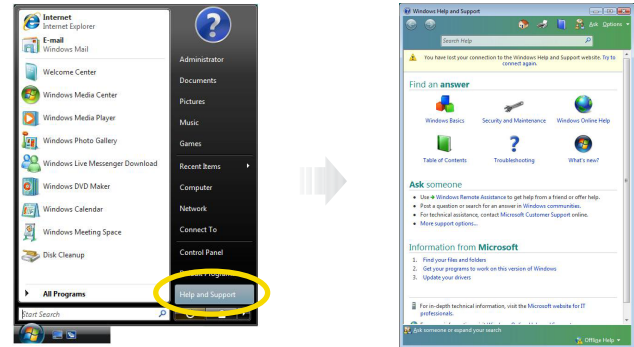 Internet
Internet Explorer
E-mail
Windows Mail
Welcome Center
Windows Media Center
Windows Media Player
Windows Photo Gallery
Windows Live Messenger Download
Windows DVD Maker
Windows Calendar
Windows Meeting Space
Disk Cleanup
All Programs
Start Search
Administrator
Documents
Pictures
Music
Games
Recent Items
Computer
Network
Connect To
Control Panel
Help and Support
Windows Help and Support
Ask Options
Search Help
You have lost your connection to the Windows Help and Support website. Try to
connect again.
Find an answer
Windows Basics
Security and Maintenance
Windows Online Help
Table of Contents
Troubleshooting
What's new?
Ask someone
Use Windows Remote Assistance to get help from a friend or offer help.
Post a question or search for an answer in Windows communities.
For technical assistance, contact Microsoft Customer Support online.
More support options...
Information from Microsoft
1. Find your files and folders
2. Get your programs to work on this version of Windows
3. Update your drivers
For in-depth technical information, visit the Microsoft website for IT
professionals.
Ask someone or expand your search
Offline Help